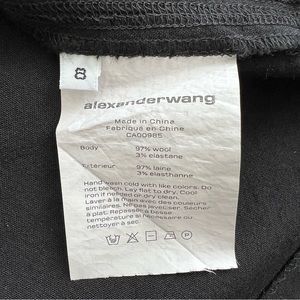 8
alexanderwang
Made in China
Fabriqué en Chine
CA00985
Body 97% wool
3% elastane
Extérieur 97% laine
3% élasthanne
Hand wash cold with like colors. Do
not bleach. Lay flat to dry. Cool
iron if needed or dry clean.
Laver à la main avec des couleurs
similaires. Ne pas javeliser. Sécher
à plat. Repasser à basse
température si nécessaire ou
nettoyer à sec.
P